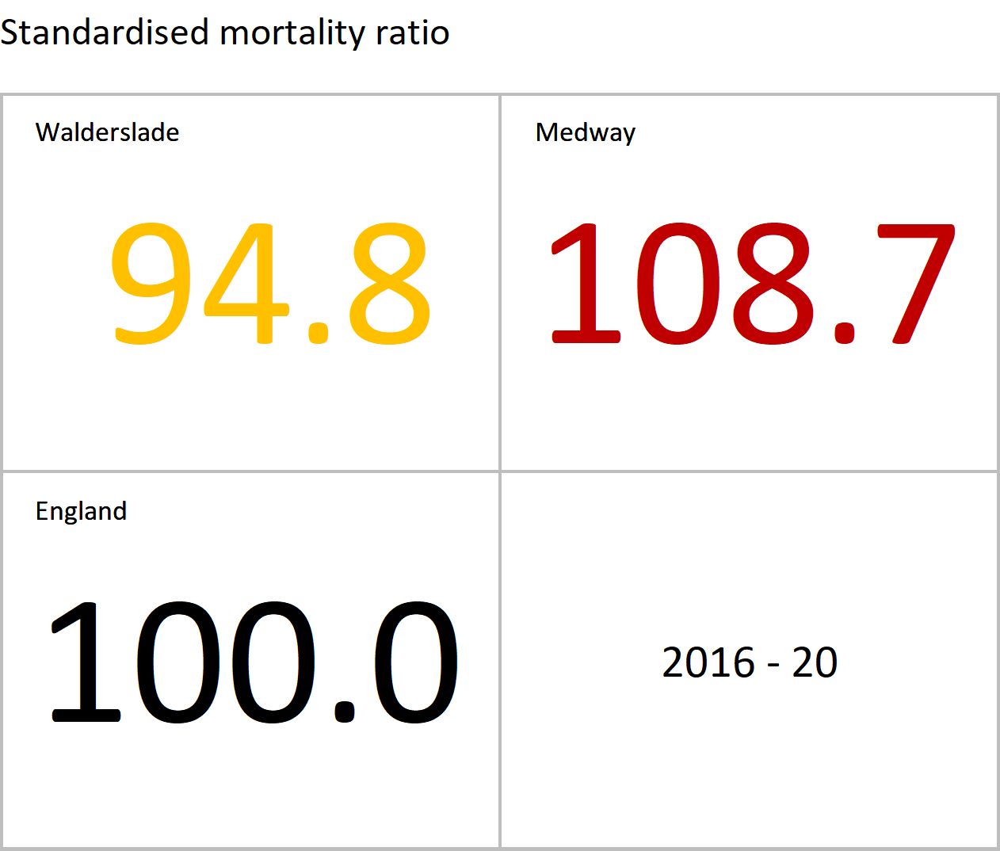 Standardised mortality ratio
Walderslade
94.8
Medway
108.7
England
100.0
2016 - 20